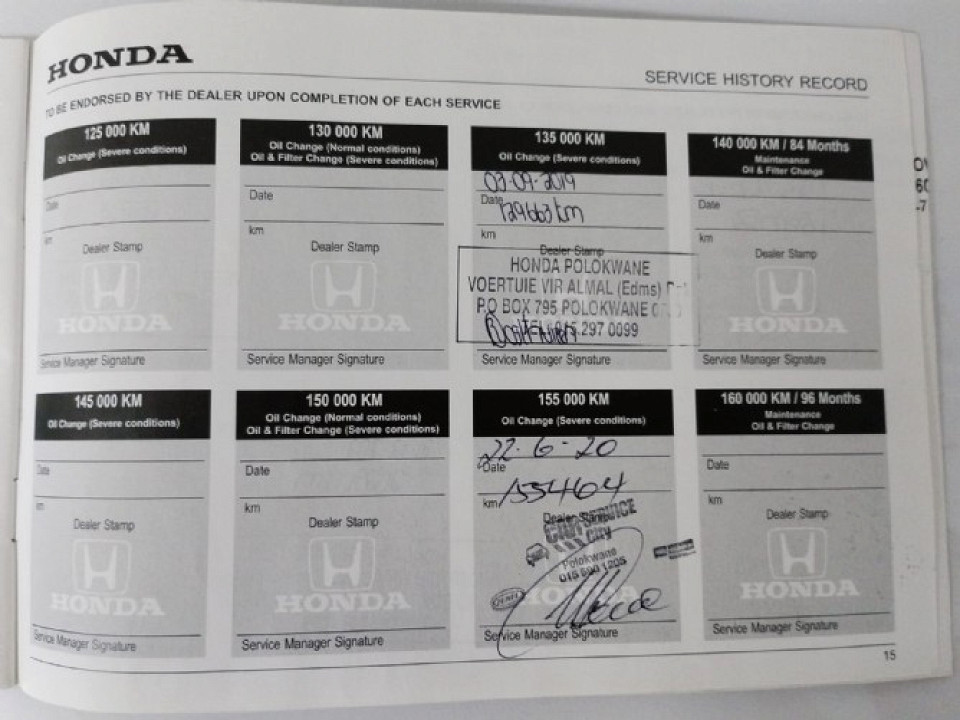 HONDA
SERVICE HISTORY RECORD
TO BE ENDORSED BY THE DEALER UPON COMPLETION OF EACH SERVICE
125 000 KM
Oil Change (Severe conditions)
Date
km
Dealer Stamp
HONDA
Service Manager Signature
130 000 KM
Oil Change (Normal conditions)
Oil & Filter Change (Severe conditions)
Date
km
Dealer Stamp
HONDA
Service Manager Signature
135 000 KM
Oil Change (Severe conditions)
03-09-2019
Date
129663 km
km
Dealer Stamp
HONDA POLOKWANE
VOERTUIE VIR ALMAL (Edms)
P.O BOX 795 POLOKWANE
297 0099
Service Manager Signature
140 000 KM / 84 Months
Maintenance
Oil & Filter Change
Date
km
Dealer Stamp
HONDA
Service Manager Signature
145 000 KM
Oil Change (Severe conditions)
Date
km
Dealer Stamp
HONDA
Service Manager Signature
150 000 KM
Oil Change (Normal conditions)
Oil & Filter Change (Severe conditions)
Date
km
Dealer Stamp
HONDA
Service Manager Signature
155 000 KM
Oil Change (Severe conditions)
22-6-20
Date
km 155464
Dealer Stamp
CAR SERVICE
CITY
Polokwane
HONDA
Service Manager Signature
160 000 KM / 96 Months
Maintenance
Oil & Filter Change
Date
km
Dealer Stamp
HONDA
Service Manager Signature
15